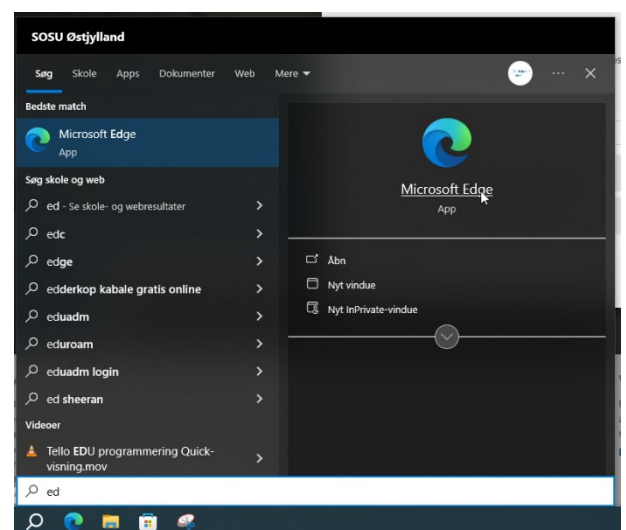 SOSU Østjylland
Søg Skole Apps Dokumenter Web Mere
Bedste match
Microsoft Edge
App
Søg skole og web
ed - Se skole- og webresultater
edc
edge
edderkop kabale gratis online
eduadm
eduroam
eduadm login
ed sheeran
Videoer
Tello EDU programmering Quick-
visning.mov
ed
Microsoft Edge
App
Åbn
Nyt vindue
Nyt InPrivate-vindue